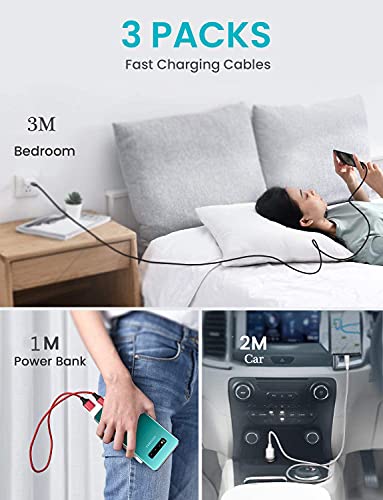 3 PACKS
Fast Charging Cables
3M
Bedroom
1M
Power Bank
2M
Car